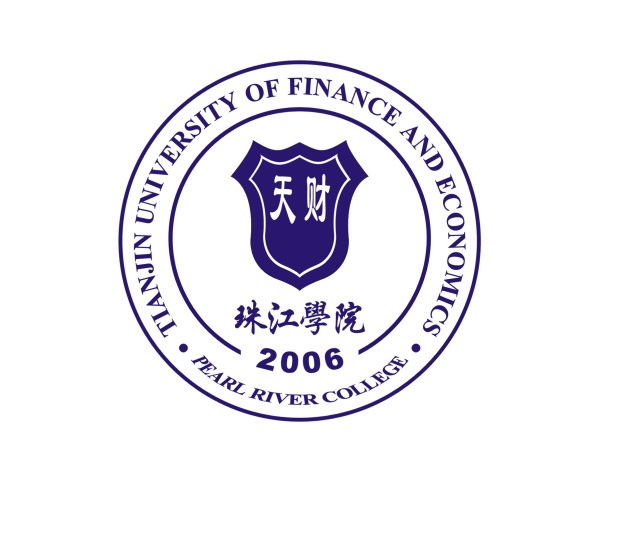 TIANJIN UNIVERSITY OF FINANCE AND ECONOMICS
天财
珠江學院
2006
PEARL RIVER COLLEGE